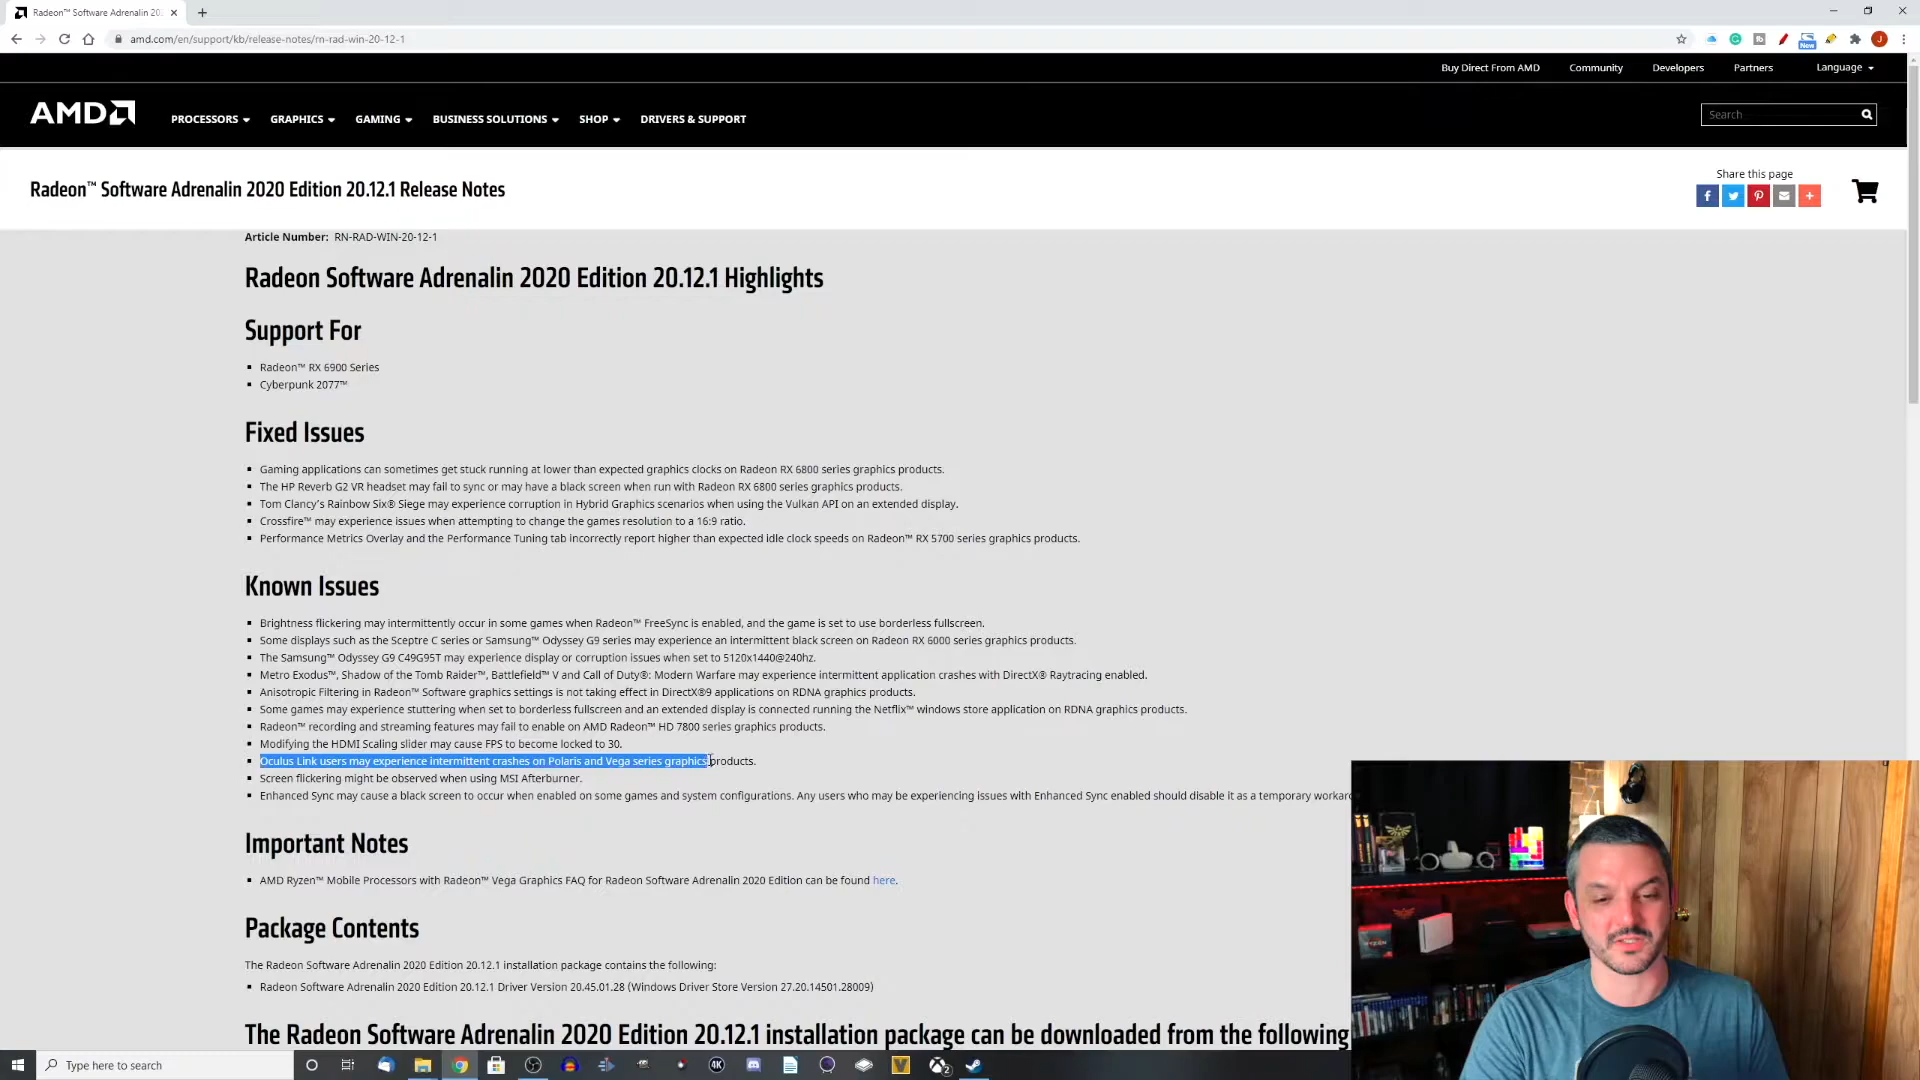 Radeon™ Software Adrenalin 20
amd.com/en/support/kb/release-notes/rn-rad-win-20-12-1
New
J
Buy Direct From AMD Community Developers Partners Language
AMD
PROCESSORS GRAPHICS GAMING BUSINESS SOLUTIONS SHOP DRIVERS & SUPPORT
Search
Radeon™ Software Adrenalin 2020 Edition 20.12.1 Release Notes
Share this page
Article Number: RN-RAD-WIN-20-12-1
Radeon Software Adrenalin 2020 Edition 20.12.1 Highlights
Support For
Radeon™ RX 6900 Series
Cyberpunk 2077™
Fixed Issues
Gaming applications can sometimes get stuck running at lower than expected graphics clocks on Radeon RX 6800 series graphics products.
The HP Reverb G2 VR headset may fail to sync or may have a black screen when run with Radeon RX 6800 series graphics products.
Tom Clancy’s Rainbow Six® Siege may experience corruption in Hybrid Graphics scenarios when using the Vulkan API on an extended display.
Crossfire™ may experience issues when attempting to change the games resolution to a 16:9 ratio.
Performance Metrics Overlay and the Performance Tuning tab incorrectly report higher than expected idle clock speeds on Radeon™ RX 5700 series graphics products.
Known Issues
Brightness flickering may intermittently occur in some games when Radeon™ FreeSync is enabled, and the game is set to use borderless fullscreen.
Some displays such as the Sceptre C series or Samsung™ Odyssey G9 series may experience an intermittent black screen on Radeon RX 6000 series graphics products.
The Samsung™ Odyssey G9 C49G95T may experience display or corruption issues when set to 5120x1440@240hz.
Metro Exodus™, Shadow of the Tomb Raider™, Battlefield™ V and Call of Duty®: Modern Warfare may experience intermittent application crashes with DirectX® Raytracing enabled.
Anisotropic Filtering in Radeon™ Software graphics settings is not taking effect in DirectX®9 applications on RDNA graphics products.
Some games may experience stuttering when set to borderless fullscreen and an extended display is connected running the Netflix™ windows store application on RDNA graphics products.
Radeon™ recording and streaming features may fail to enable on AMD Radeon™ HD 7800 series graphics products.
Modifying the HDMI Scaling slider may cause FPS to become locked to 30.
Oculus Link users may experience intermittent crashes on Polaris and Vega series graphics products.
Screen flickering might be observed when using MSI Afterburner.
Enhanced Sync may cause a black screen to occur when enabled on some games and system configurations. Any users who may be experiencing issues with Enhanced Sync enabled should disable it as a temporary workar
Important Notes
AMD Ryzen™ Mobile Processors with Radeon™ Vega Graphics FAQ for Radeon Software Adrenalin 2020 Edition can be found here.
Package Contents
The Radeon Software Adrenalin 2020 Edition 20.12.1 installation package contains the following:
Radeon Software Adrenalin 2020 Edition 20.12.1 Driver Version 20.45.01.28 (Windows Driver Store Version 27.20.14501.28009)
The Radeon Software Adrenalin 2020 Edition 20.12.1 installation package can be downloaded from the following
RYZEN
Type here to search
4K